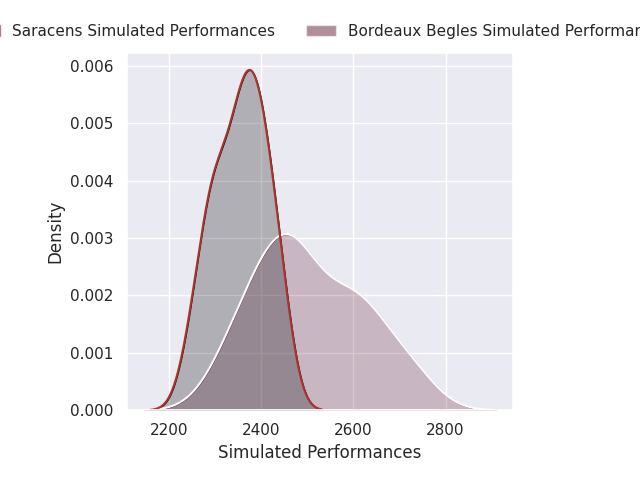 Saracens Simulated Performances
Bordeaux Begles Simulated Performan
0.006
0.005
0.004
0.003
0.002
0.001
0.000
Density
2200
2400
2600
2800
Simulated Performances